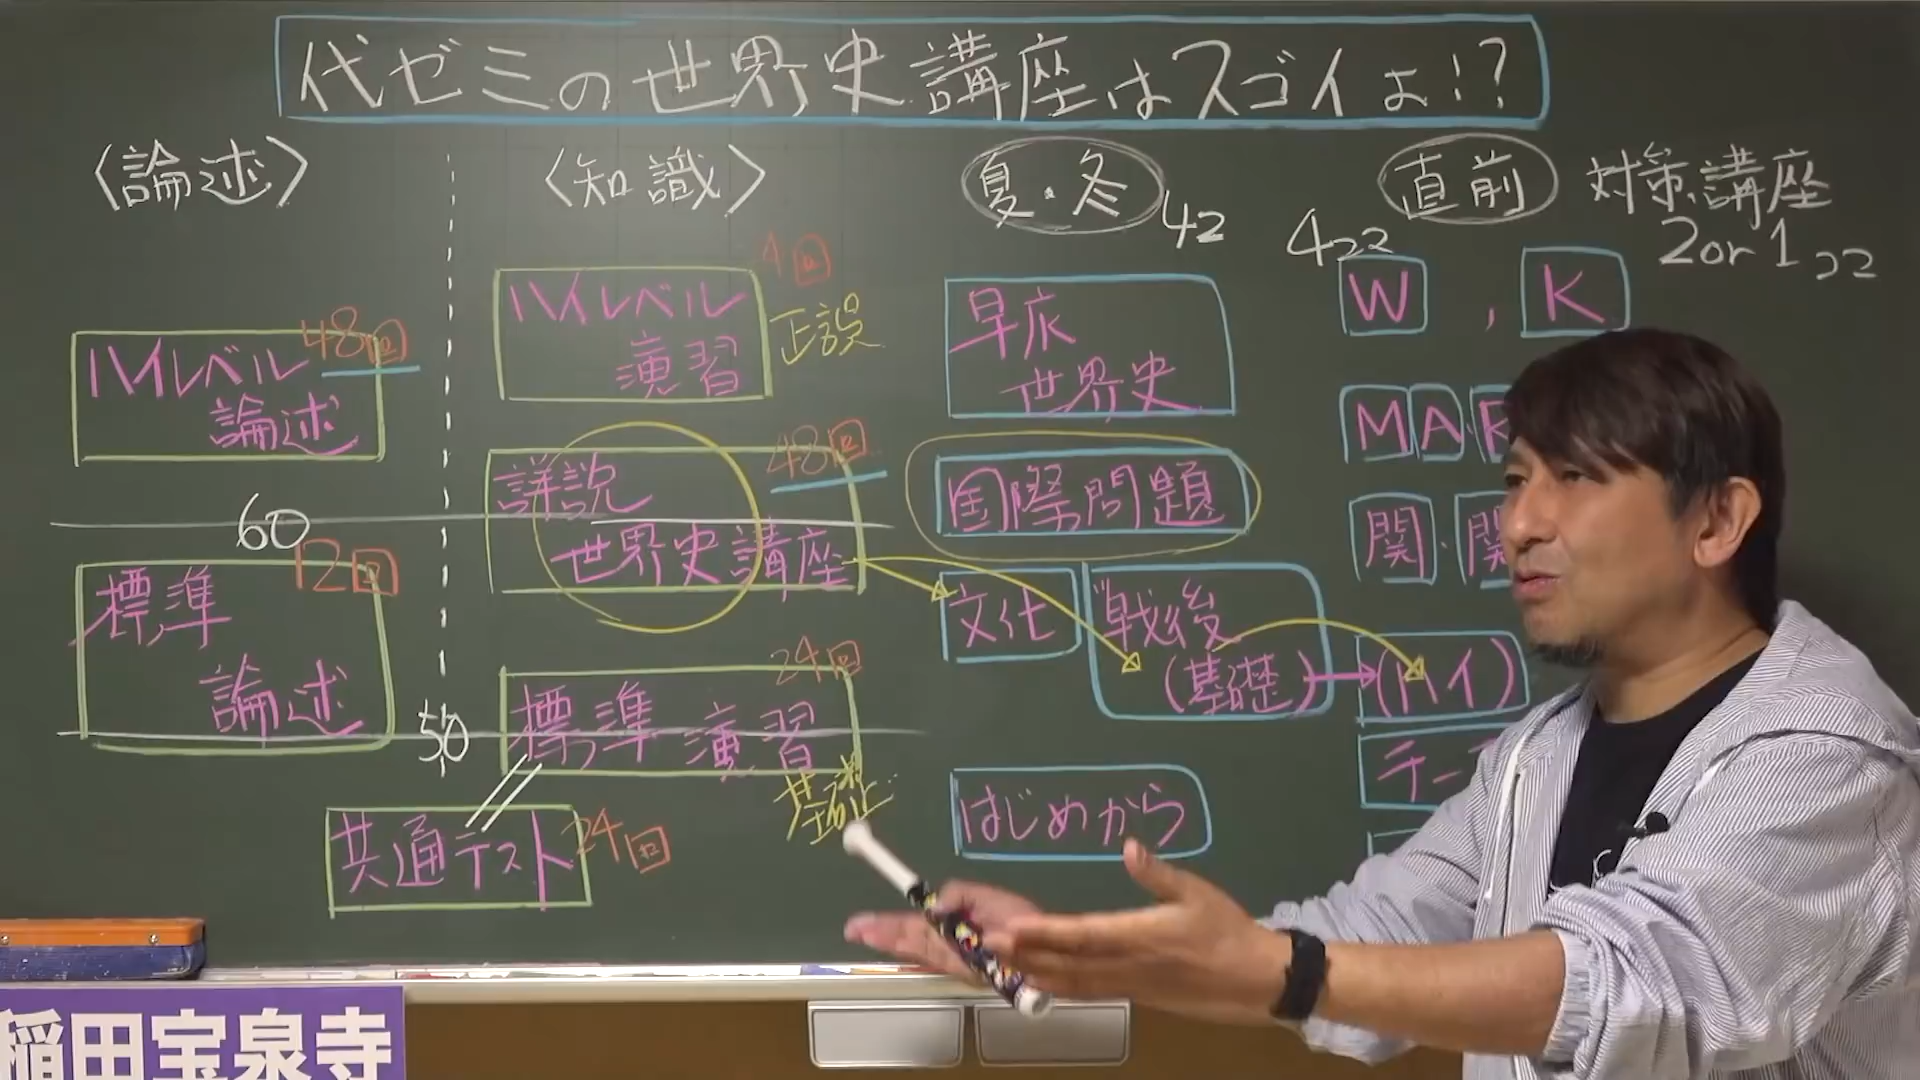 代ゼミの世界史講座はスゴイよ!?
〈論述〉
〈知識〉
夏・冬
直前
対策講座
2or1コマ
4コマ
ハイレベル
論述
48回
60
標準
論述
12回
50
共通テスト
24回
ハイレベル
演習
4回
正誤
詳説
世界史講座
48回
標準演習
24回
基礎
早慶
世界史
国際問題
文化
戦後
(基礎)
はじめから
W , K
M A・
関・
(ハイ)
テー
稲田宝泉寺